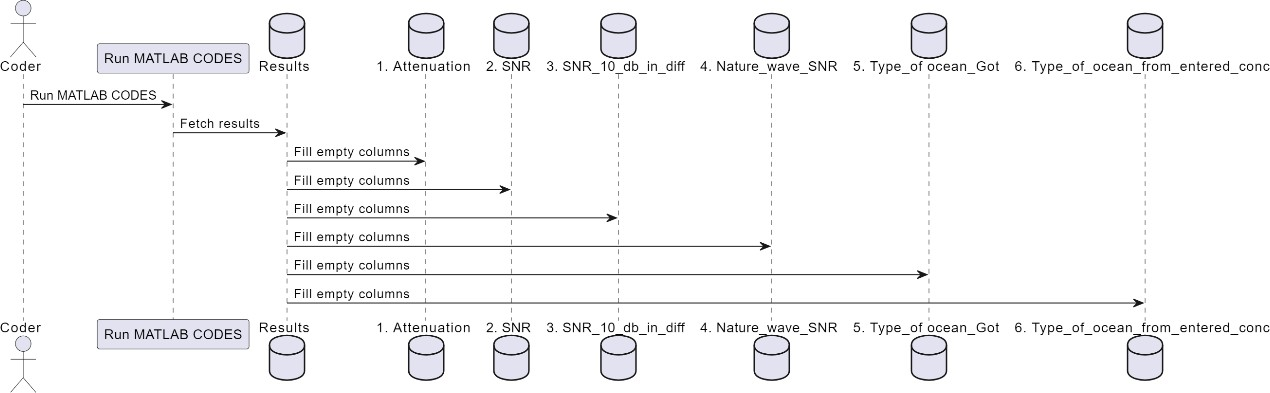 Coder
Run MATLAB CODES
Results
1. Attenuation
2. SNR
3. SNR_10_db_in_diff
4. Nature_wave_SNR
5. Type_of ocean_Got
6. Type_of_ocean_from_entered_conc
Run MATLAB CODES
Fetch results
Fill empty columns
Fill empty columns
Fill empty columns
Fill empty columns
Fill empty columns
Fill empty columns
Coder
Run MATLAB CODES
Results
1. Attenuation
2. SNR
3. SNR_10_db_in_diff
4. Nature_wave_SNR
5. Type_of ocean_Got
6. Type_of_ocean_from_entered_conc